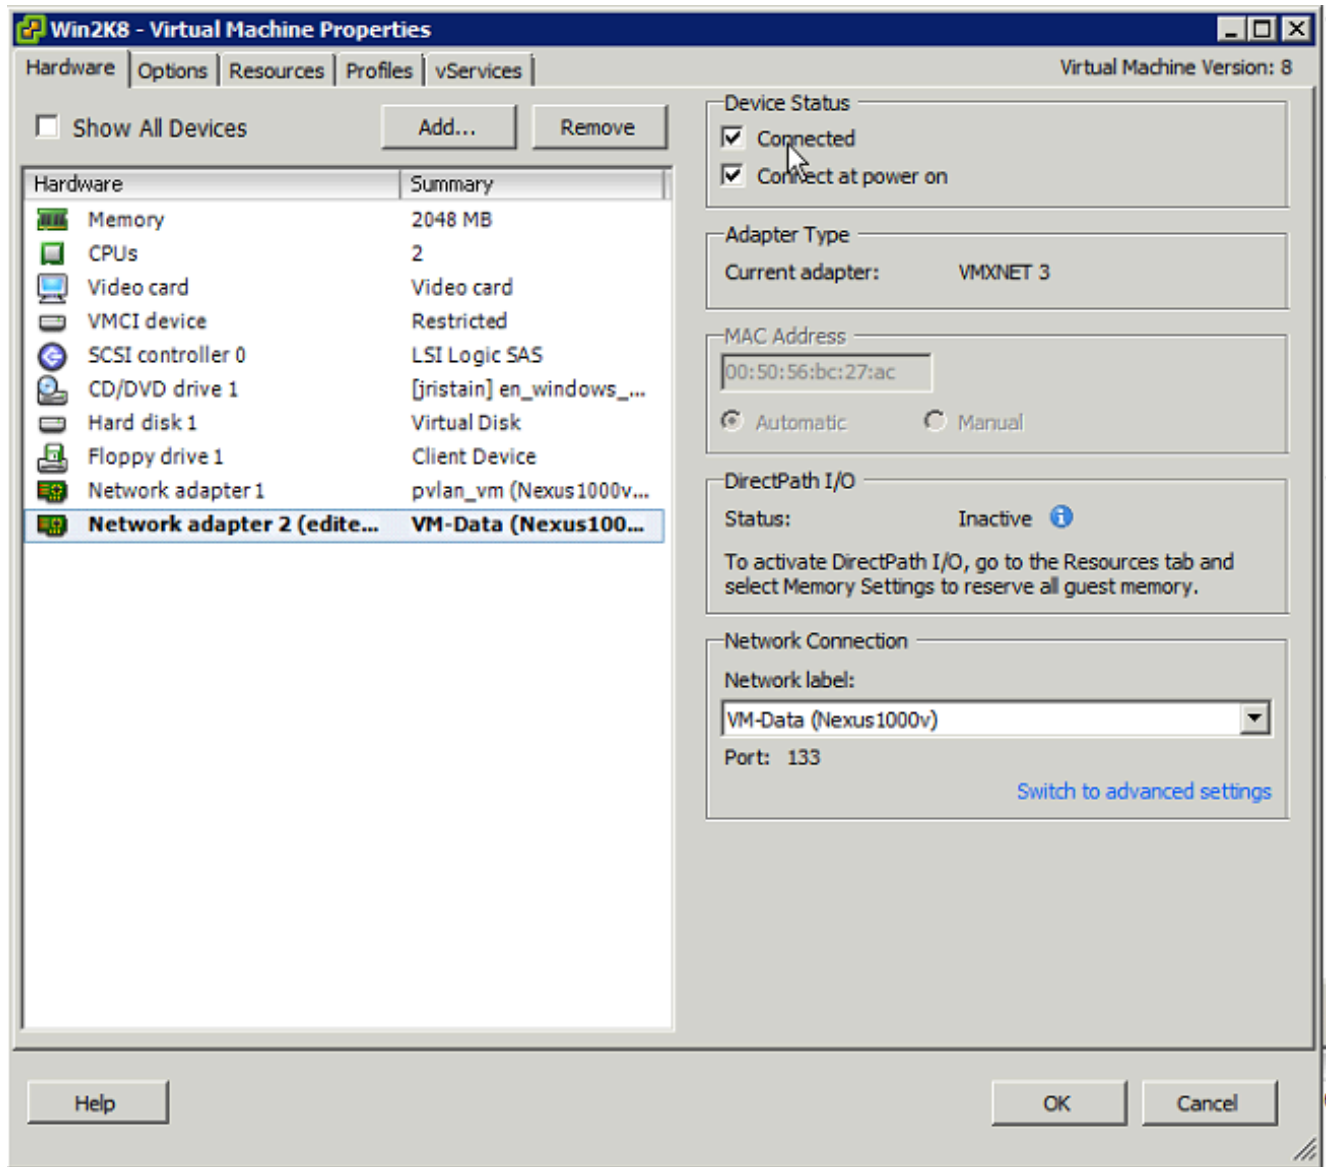 Win2K8 - Virtual Machine Properties
Hardware Options Resources Profiles vServices Virtual Machine Version: 8
Show All Devices Add... Remove
Hardware Summary
Memory 2048 MB
CPUs 2
Video card Video card
VMCI device Restricted
SCSI controller 0 LSI Logic SAS
CD/DVD drive 1 [jristain] en_windows_...
Hard disk 1 Virtual Disk
Floppy drive 1 Client Device
Network adapter 1 pvlan_vm (Nexus1000v...
Network adapter 2 (edite... VM-Data (Nexus100...
Device Status
Connected
Connect at power on
Adapter Type
Current adapter: VMXNET 3
MAC Address
00:50:56:bc:27:ac
Automatic Manual
DirectPath I/O
Status: Inactive
To activate DirectPath I/O, go to the Resources tab and
select Memory Settings to reserve all guest memory.
Network Connection
Network label:
VM-Data (Nexus1000v)
Port: 133
Switch to advanced settings
Help OK Cancel